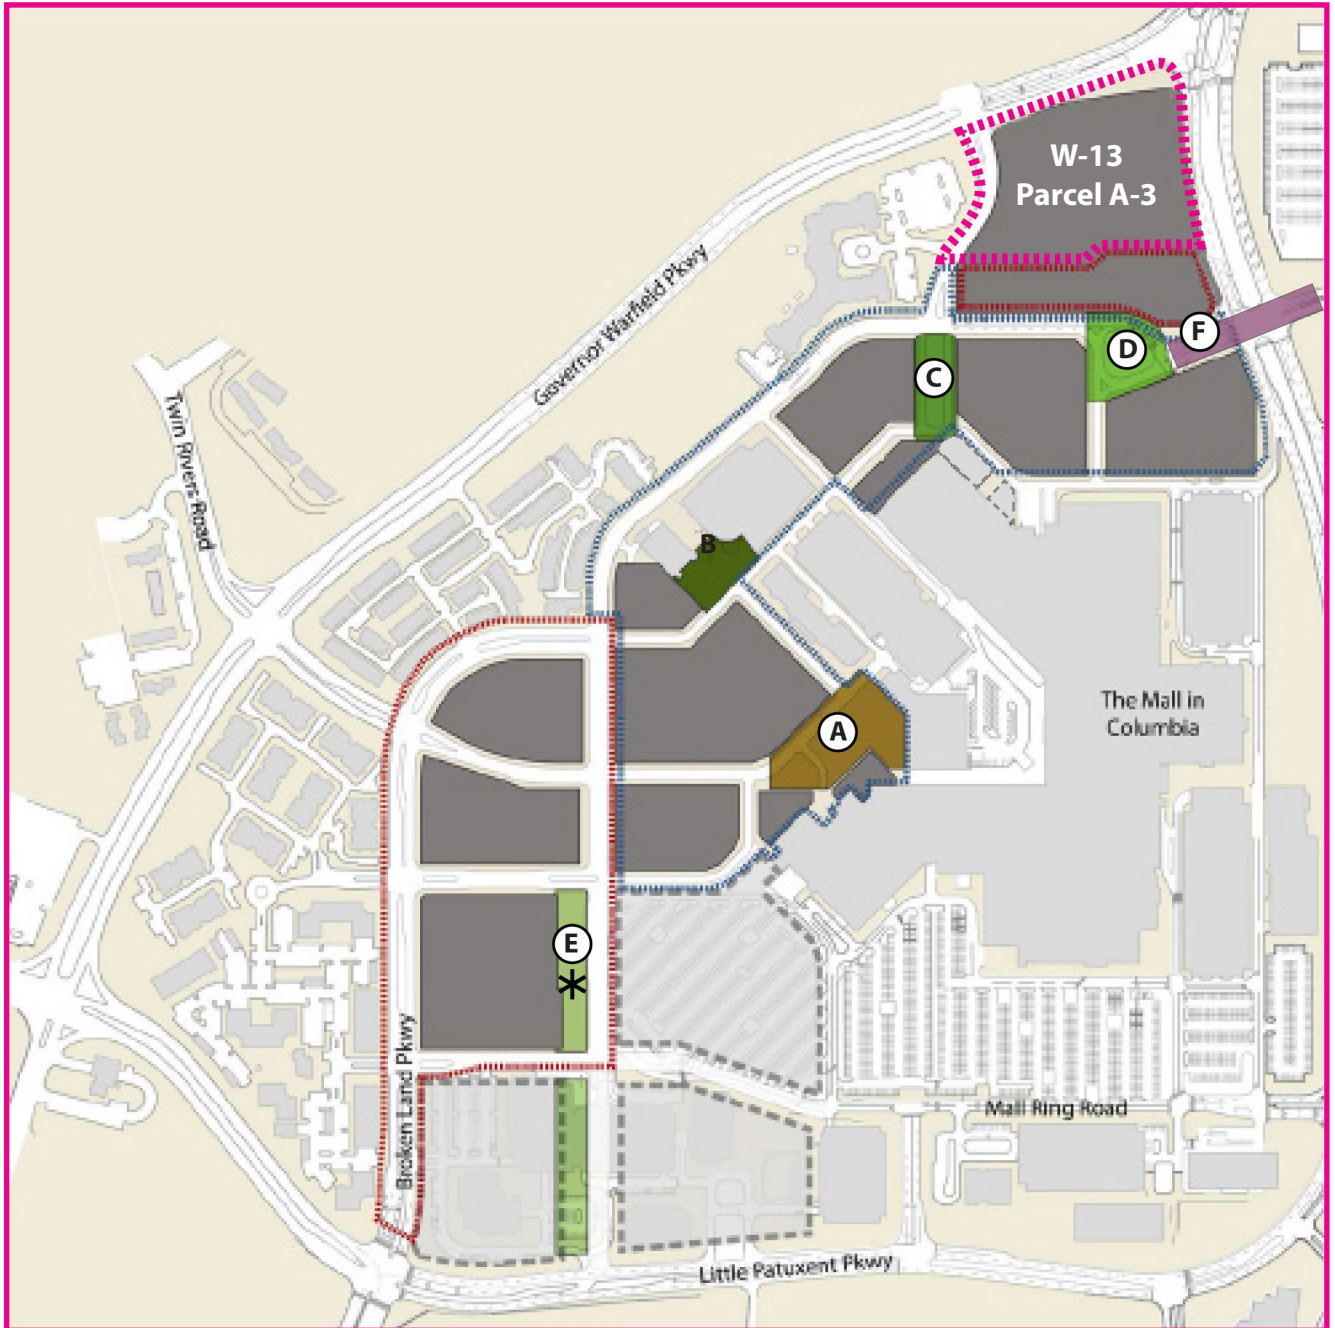 W-13
Parcel A-3
Governor Warfield Pkwy
F
D
C
Twin Rivers Road
B
The Mall in
Columbia
A
E
*
Broken Land Pkwy
Mall Ring Road
Little Patuxent Pkwy